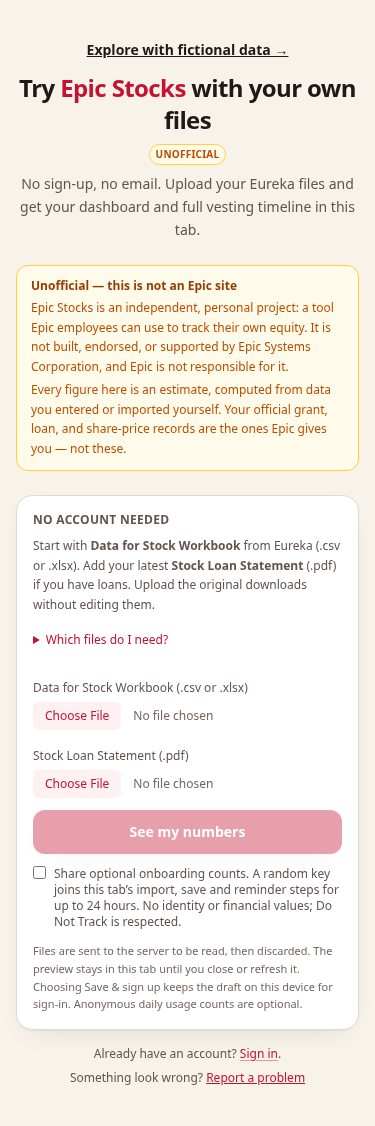 Explore with fictional data →
Try Epic Stocks with your own
files
UNOFFICIAL
No sign-up, no email. Upload your Eureka files and
get your dashboard and full vesting timeline in this
tab.
Unofficial — this is not an Epic site
Epic Stocks is an independent, personal project: a tool
Epic employees can use to track their own equity. It is
not built, endorsed, or supported by Epic Systems
Corporation, and Epic is not responsible for it.
Every figure here is an estimate, computed from data
you entered or imported yourself. Your official grant,
loan, and share-price records are the ones Epic gives
you — not these.
NO ACCOUNT NEEDED
Start with Data for Stock Workbook from Eureka (.csv
or .xlsx). Add your latest Stock Loan Statement (.pdf)
if you have loans. Upload the original downloads
without editing them.
Which files do I need?
Data for Stock Workbook (.csv or .xlsx)
Choose File No file chosen
Stock Loan Statement (.pdf)
Choose File No file chosen
See my numbers
Share optional onboarding counts. A random key
joins this tab's import, save and reminder steps for
up to 24 hours. No identity or financial values; Do
Not Track is respected.
Files are sent to the server to be read, then discarded. The
preview stays in this tab until you close or refresh it.
Choosing Save & sign up keeps the draft on this device for
sign-in. Anonymous daily usage counts are optional.
Already have an account? Sign in.
Something look wrong? Report a problem